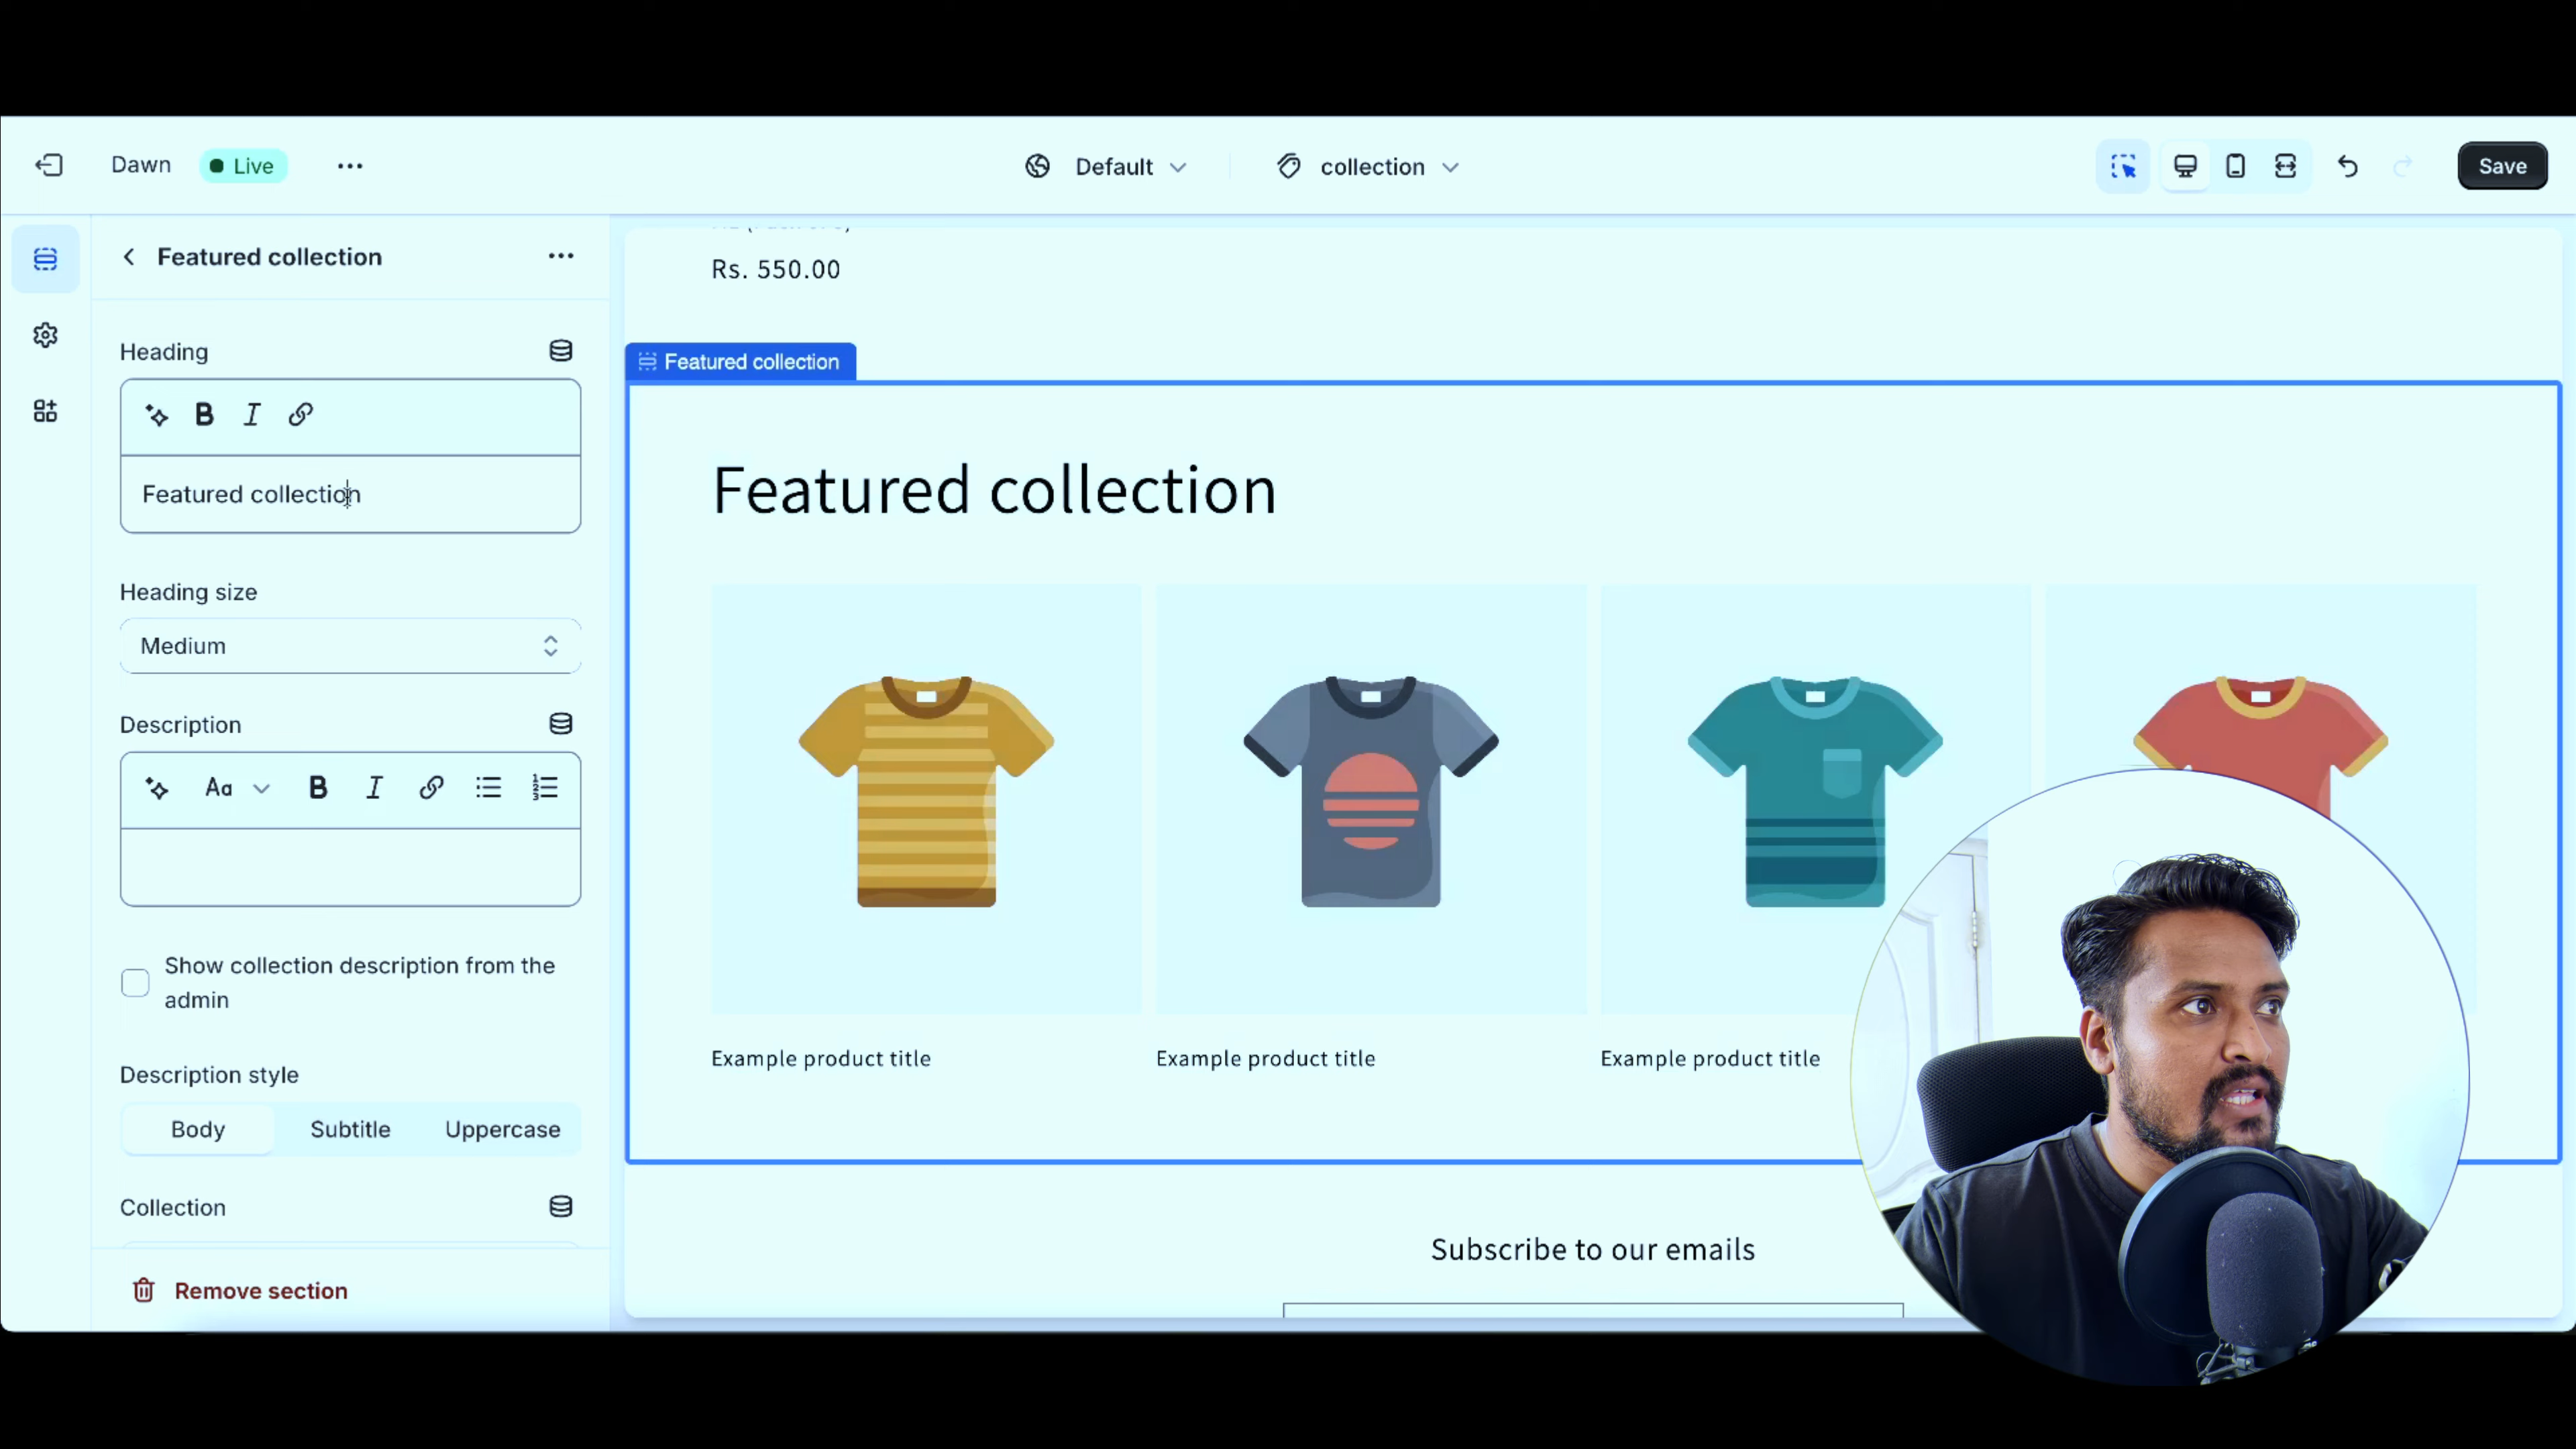 Dawn
Live
Default
collection
Save
Featured collection
Heading
B I
Featured collection
Heading size
Medium
Description
Aa B I
Show collection description from the
admin
Description style
Body Subtitle Uppercase
Collection
Remove section
Rs. 550.00
Featured collection
Featured collection
Example product title
Example product title
Example product title
Subscribe to our emails